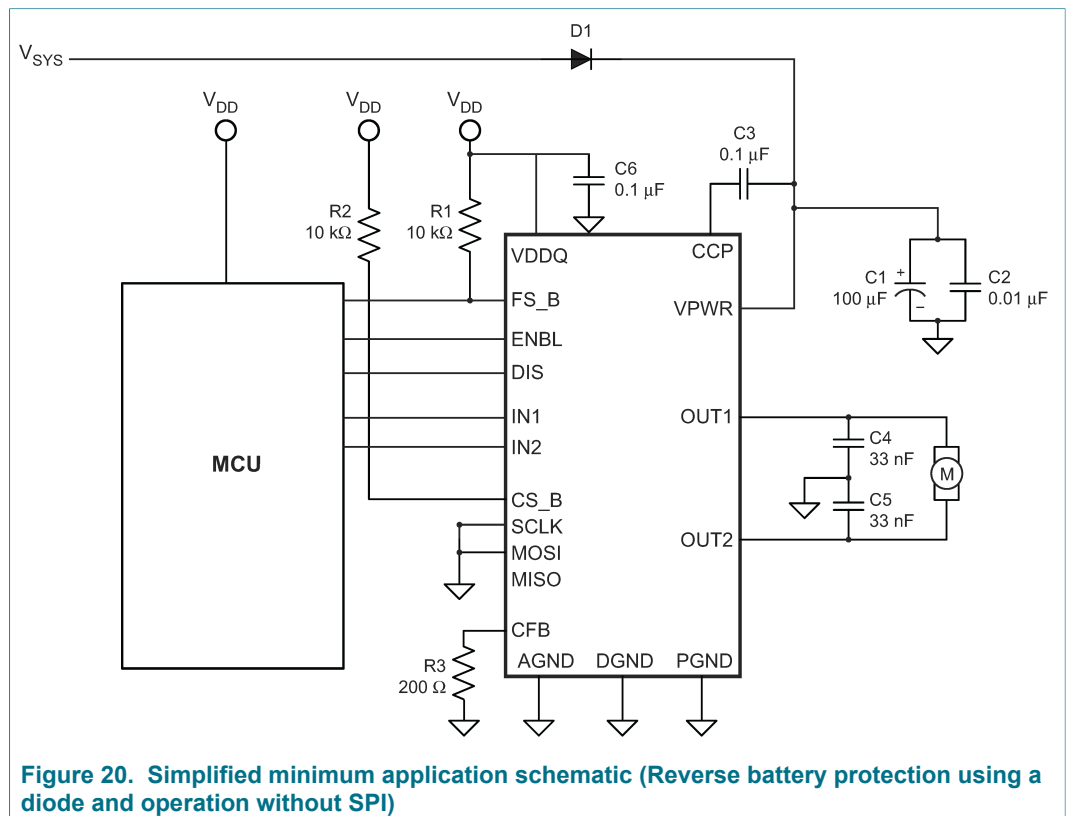 D1
VSYS
VDD
VDD
VDD
C3
0.1 µF
C6
0.1 µF
R2
10 kΩ
R1
10 kΩ
VDDQ
CCP
C1
100 µF
+
–
C2
0.01 µF
FS_B
VPWR
ENBL
DIS
IN1
OUT1
IN2
C4
33 nF
MCU
M
CS_B
C5
33 nF
SCLK
OUT2
MOSI
MISO
CFB
R3
200 Ω
AGND
DGND
PGND
Figure 20. Simplified minimum application schematic (Reverse battery protection using a
diode and operation without SPI)